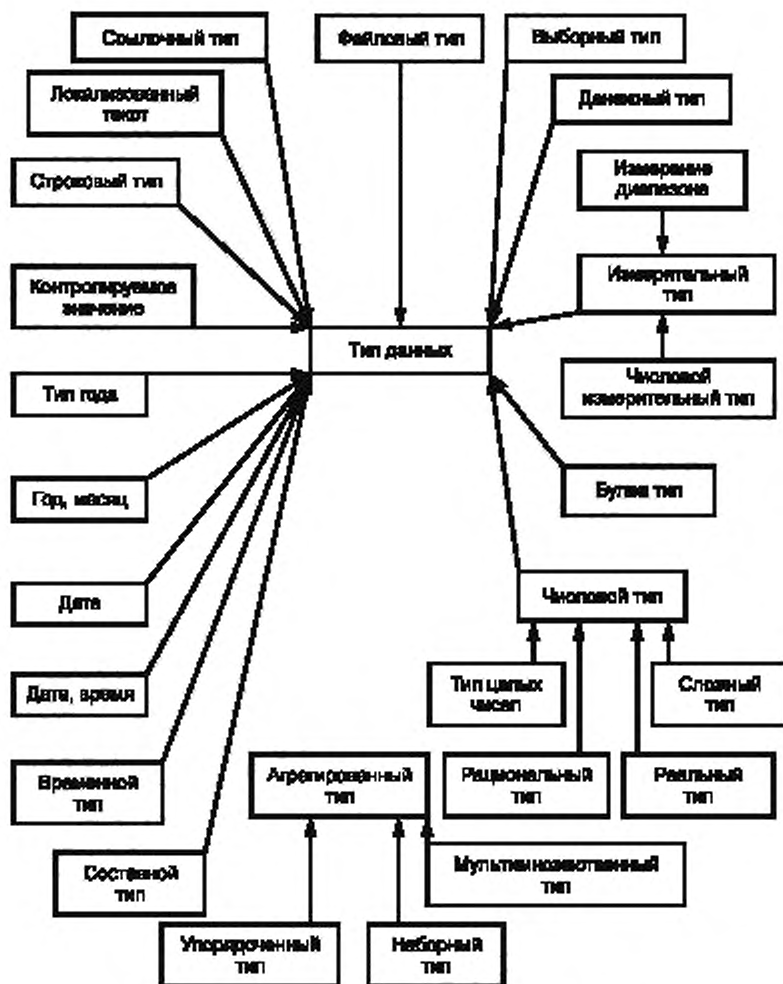 Ссылочный тип
Файловый тип
Выборный тип
Локализованный
текст
Денежный тип
Строковый тип
Измерение
диапазона
Контролируемое
значение
Измерительный
тип
Тип данных
Тип года
Числовой
измерительный тип
Год, месяц
Булев тип
Дата
Числовой тип
Дата, время
Тип целых
чисел
Сложный
тип
Временной
тип
Агрегированный
тип
Рациональный
тип
Реальный
тип
Составной
тип
Мультимножественный
тип
Упорядоченный
тип
Наборный
тип